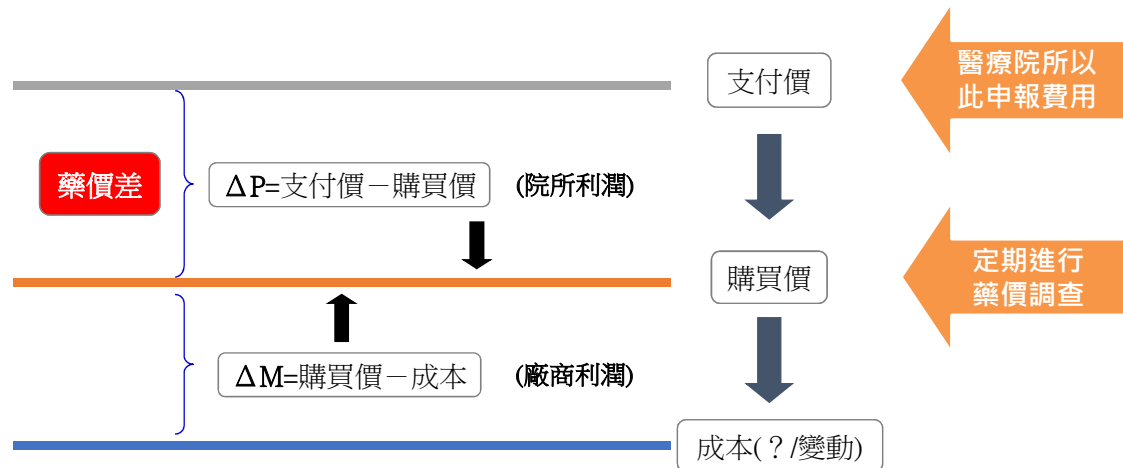 支付價
醫療院所以
此申報費用
藥價差
ΔP=支付價－購買價
(院所利潤)
購買價
定期進行
藥價調查
ΔM=購買價－成本
(廠商利潤)
成本(？/變動)